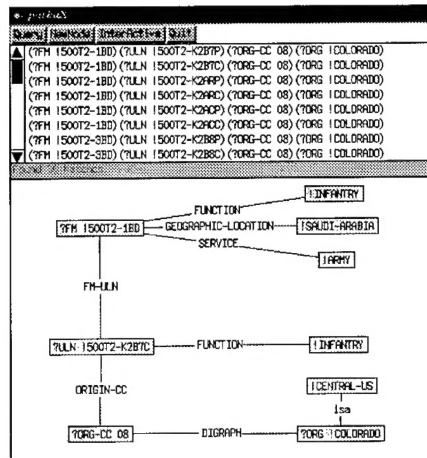 Query NewNode InterActive Quit
(?FM !500T2-1BD)(?ULN !500T2-K2B7P)(?ORG-CC 08)(?ORG !COLORADO)
(?FM !500T2-1BD)(?ULN !500T2-K2B7C)(?ORG-CC 08)(?ORG !COLORADO)
(?FM !500T2-1BD)(?ULN !500T2-K2ARP)(?ORG-CC 08)(?ORG !COLORADO)
(?FM !500T2-1BD)(?ULN !500T2-K2ARC)(?ORG-CC 08)(?ORG !COLORADO)
(?FM !500T2-1BD)(?ULN !500T2-K2ACP)(?ORG-CC 08)(?ORG !COLORADO)
(?FM !500T2-1BD)(?ULN !500T2-K2ACC)(?ORG-CC 08)(?ORG !COLORADO)
(?FM !500T2-3BD)(?ULN !500T2-K2B8P)(?ORG-CC 08)(?ORG !COLORADO)
(?FM !500T2-3BD)(?ULN !500T2-K2B8C)(?ORG-CC 08)(?ORG !COLORADO)
FUNCTION !INFANTRY
?FM !500T2-1BD GEOGRAPHIC-LOCATION !SAUDI-ARABIA
SERVICE !ARMY
FM-ULN
?ULN !500T2-K2B7C FUNCTION !INFANTRY
ORIGIN-CC !CENTRAL-US
isa
?ORG-CC 08 DIGRAPH ?ORG !COLORADO